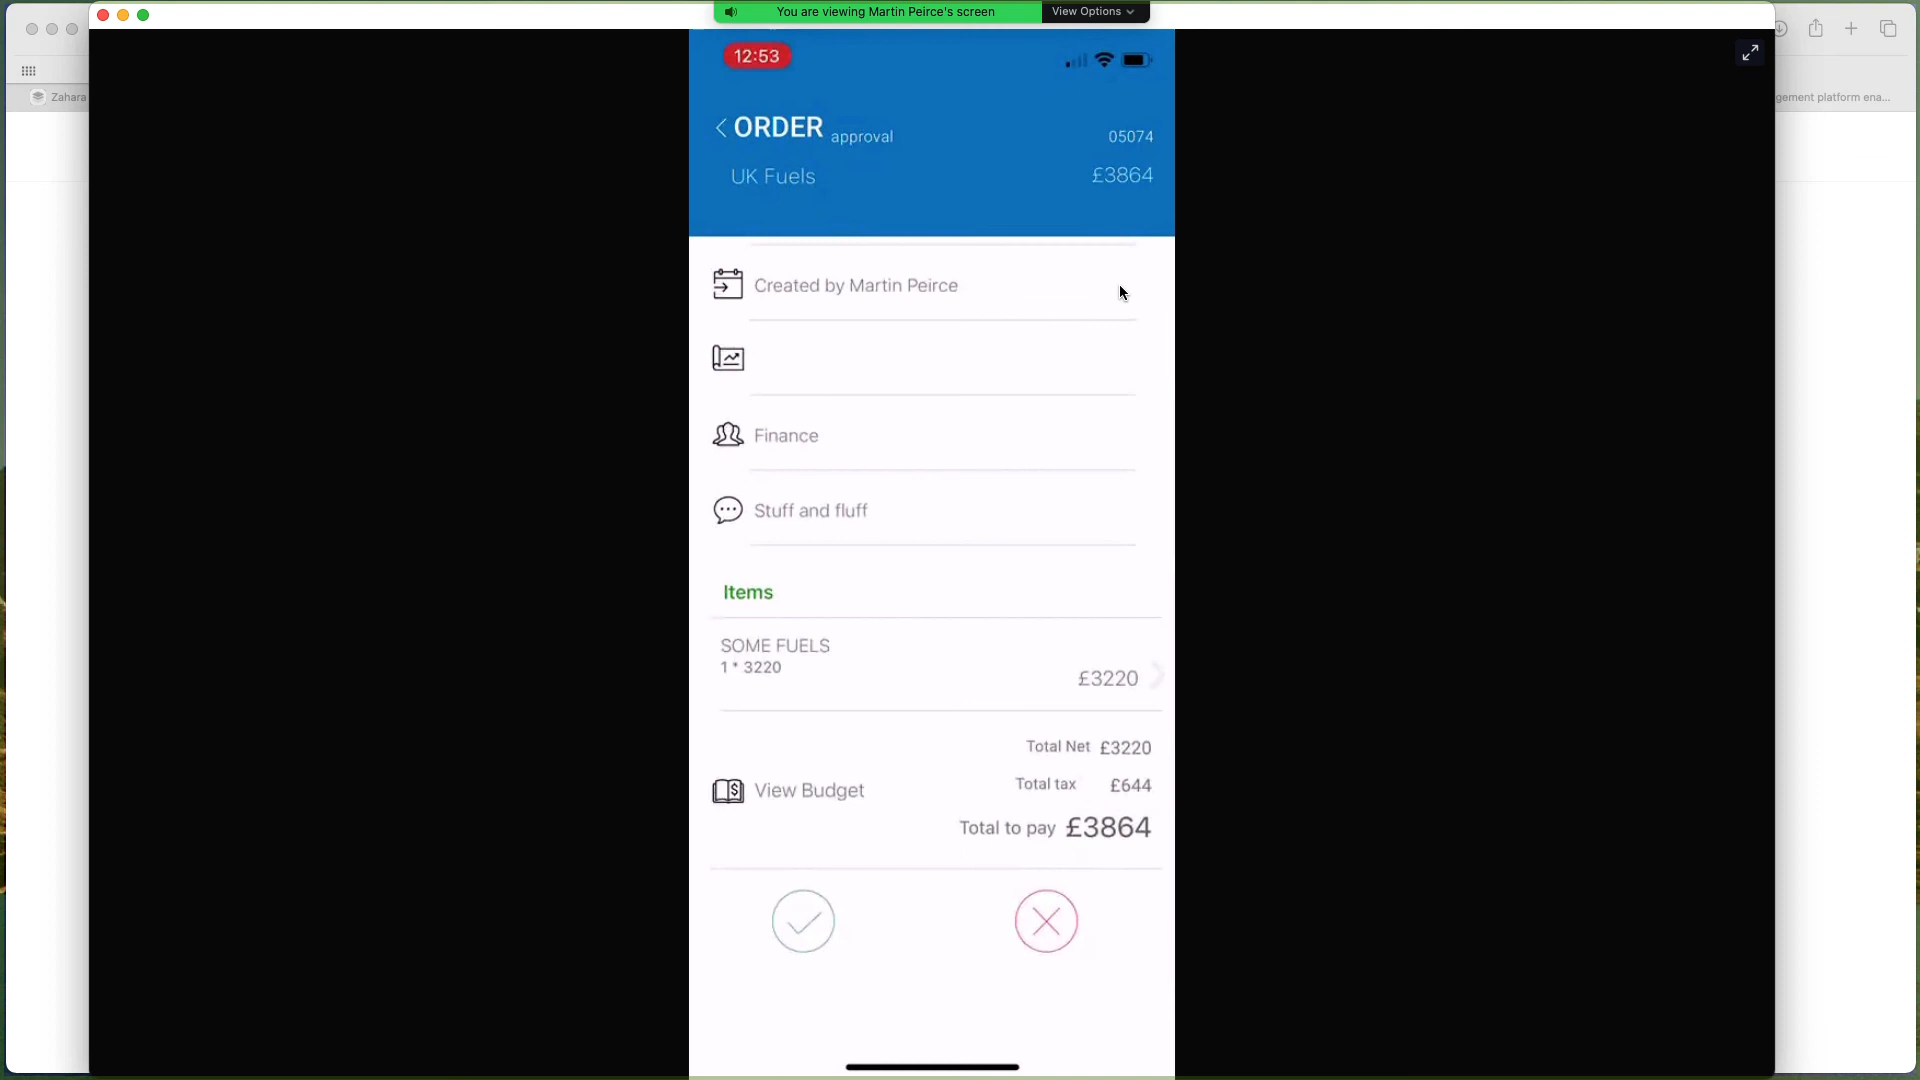 You are viewing Martin Peirce's screen
View Options
Zahara
gement platform ena...
12:53
ORDER approval
05074
UK Fuels
£3864
Created by Martin Peirce
Finance
Stuff and fluff
Items
SOME FUELS
1 * 3220
£3220
Total Net £3220
View Budget
Total tax £644
Total to pay £3864